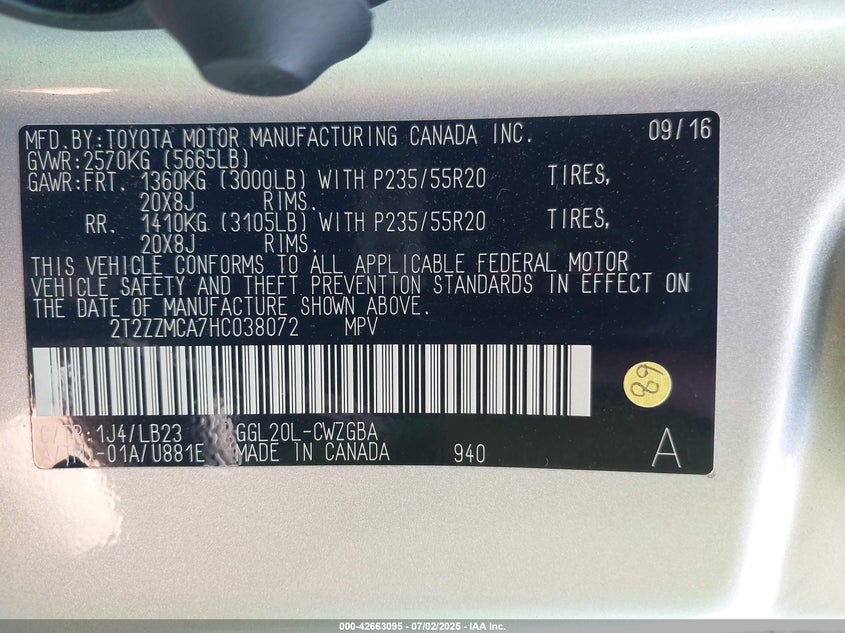 MFD.BY:TOYOTA MOTOR MANUFACTURING CANADA INC. 09/16
GVWR:2570KG (5665LB)
GAWR:FRT. 1360KG (3000LB) WITH P235/55R20 TIRES,
20X8J RIMS.
RR. 1410KG (3105LB) WITH P235/55R20 TIRES,
20X8J RIMS.
THIS VEHICLE CONFORMS TO ALL APPLICABLE FEDERAL MOTOR
VEHICLE SAFETY AND THEFT PREVENTION STANDARDS IN EFFECT ON
THE DATE OF MANUFACTURE SHOWN ABOVE.
2T2ZZMCA7HC038072 MPV
89
C/TR:1J4/LB23 GGL20L-CWZGBA
A/TM:-01A/U881E MADE IN CANADA 940 A
000-42663095 - 07/02/2025 - IAA Inc.